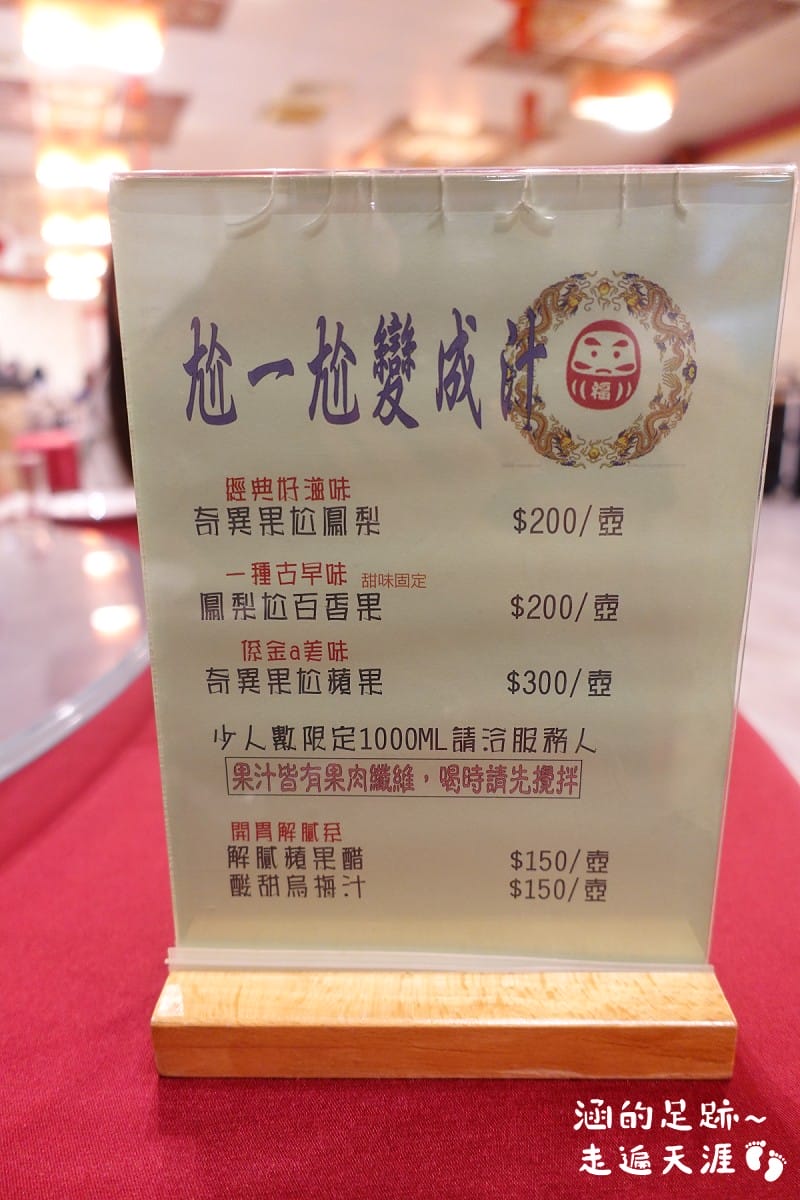 尬一尬變成汁
福
經典好滋味
奇異果尬鳳梨 $200/壺
一種古早味 甜味固定
鳳梨尬百香果 $200/壺
係金a美味
奇異果尬蘋果 $300/壺
少人數限定1000ML請洽服務人
果汁皆有果肉纖維，喝時請先攪拌
開胃解膩系
解膩蘋果醋 $150/壺
酸甜烏梅汁 $150/壺
涵的足跡~
走遍天涯